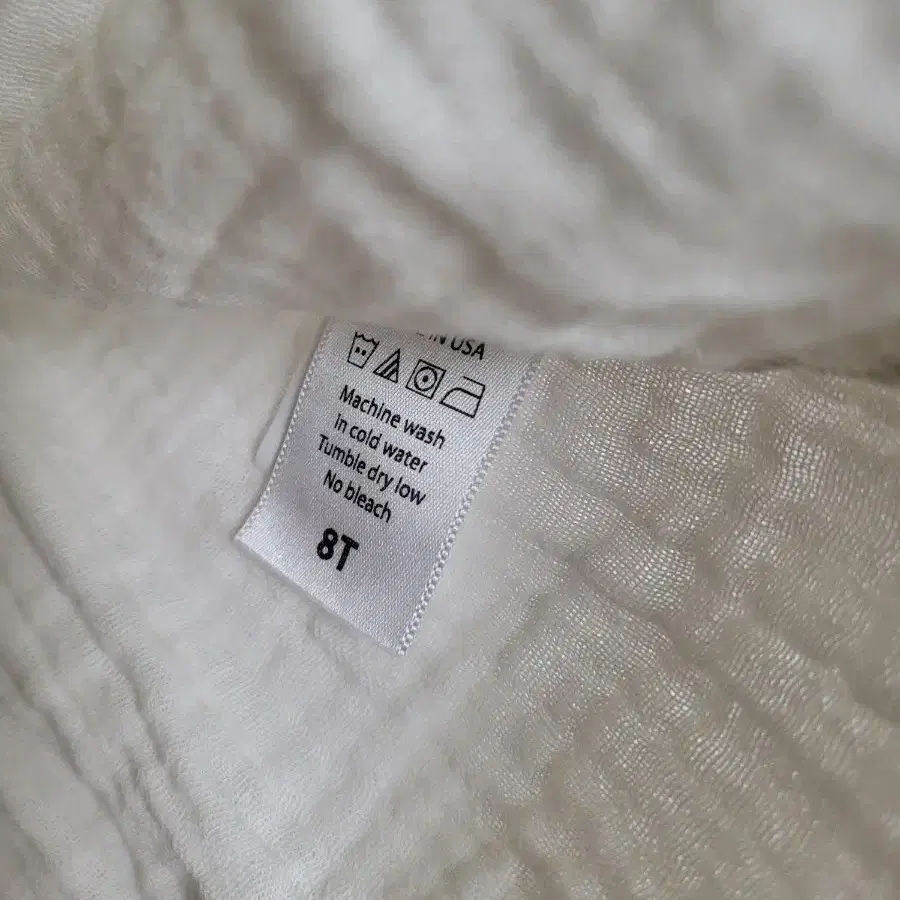 IN USA
Machine wash
in cold water
Tumble dry low
No bleach
8T